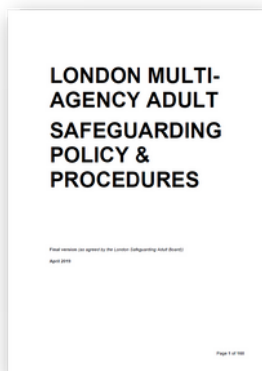 LONDON MULTI-
AGENCY ADULT
SAFEGUARDING
POLICY &
PROCEDURES
Final version (as agreed by the London Safeguarding Adult Board)
April 2019
Page 1 of